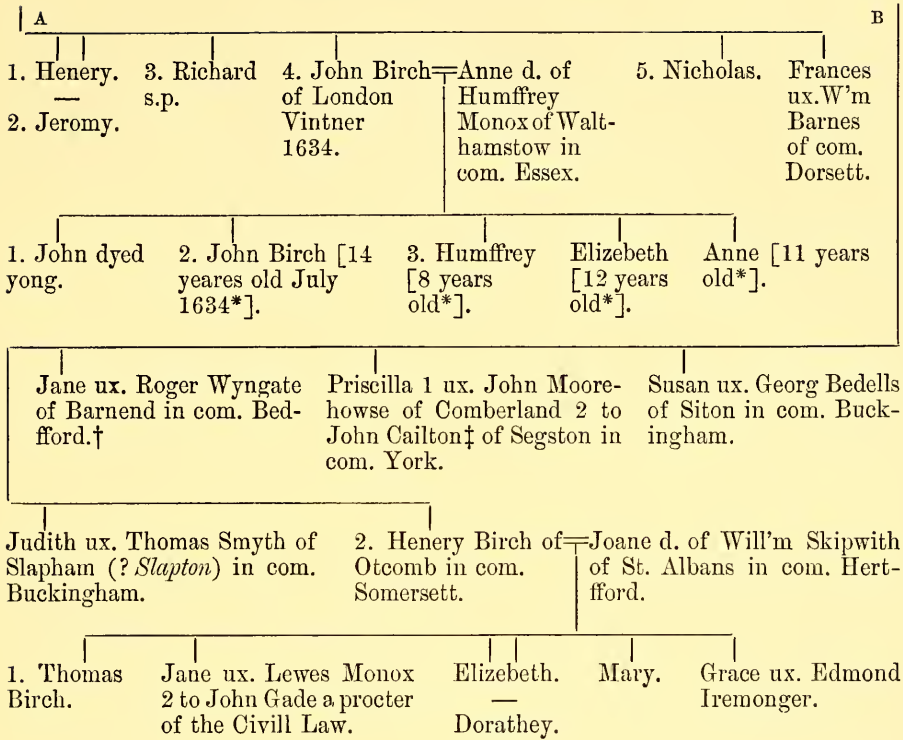 A B
1. Henery. — 2. Jeromy.
3. Richard
s.p.
4. John Birch
of London
Vintner
1634.
Anne d. of
Humffrey
Monox of Walt-
hamstow in
com. Essex.
5. Nicholas.
Frances
ux. W'm
Barnes
of com.
Dorsett.
1. John dyed
yong.
2. John Birch [14
yeares old July
1634*].
3. Humffrey
[8 years
old*].
Elizebeth
[12 years
old*].
Anne [11 years
old*].
Jane ux. Roger Wyngate
of Barnend in com. Bed-
fford.†
Priscilla 1 ux. John Moore-
howse of Comberland 2 to
John Cailton‡ of Segston in
com. York.
Susan ux. Georg Bedells
of Siton in com. Buck-
ingham.
Judith ux. Thomas Smyth of
Slapham (? Slapton) in com.
Buckingham.
2. Henery Birch of
Otcomb in com.
Somersett.
Joane d. of Will'm Skipwith
of St. Albans in com. Hert-
fford.
1. Thomas
Birch.
Jane ux. Lewes Monox
2 to John Gade a procter
of the Civill Law.
Elizebeth.
—
Dorathey.
Mary.
Grace ux. Edmond
Iremonger.